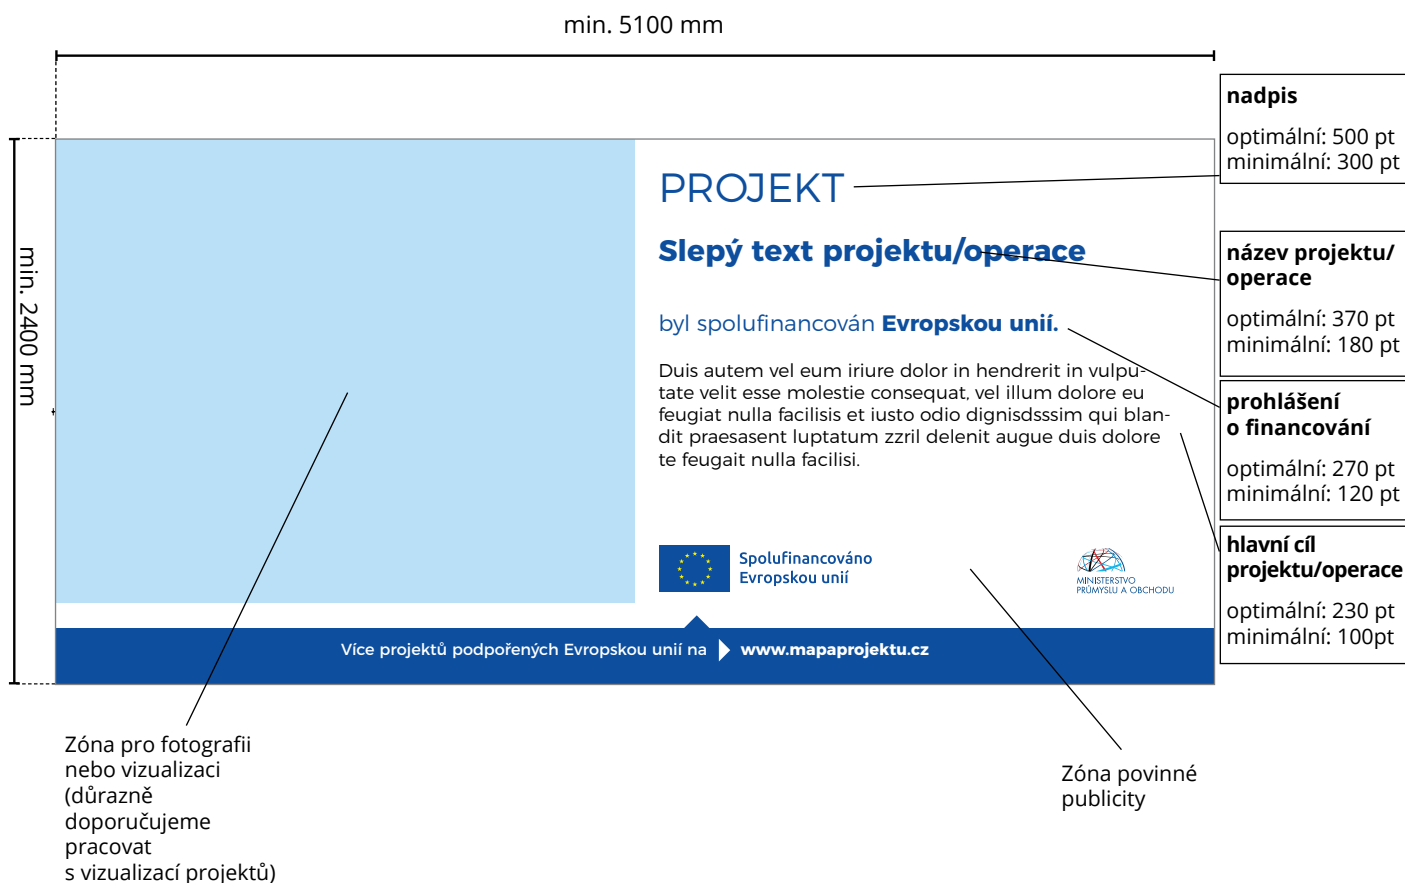 min. 5100 mm
min. 2400 mm
PROJEKT
Slepý text projektu/operace
byl spolufinancován Evropskou unií.
Duis autem vel eum iriure dolor in hendrerit in vulpu-
tate velit esse molestie consequat, vel illum dolore eu
feugiat nulla facilisis et iusto odio dignisdsssim qui blan-
dit praesasent luptatum zzril delenit augue duis dolore
te feugait nulla facilisi.
Spolufinancováno
Evropskou unií
MINISTERSTVO
PRŮMYSLU A OBCHODU
Více projektů podpořených Evropskou unií na www.mapaprojektu.cz
nadpis
optimální: 500 pt
minimální: 300 pt
název projektu/
operace
optimální: 370 pt
minimální: 180 pt
prohlášení
o financování
optimální: 270 pt
minimální: 120 pt
hlavní cíl
projektu/operace
optimální: 230 pt
minimální: 100pt
Zóna pro fotografii
nebo vizualizaci
(důrazně
doporučujeme
pracovat
s vizualizací projektů)
Zóna povinné
publicity